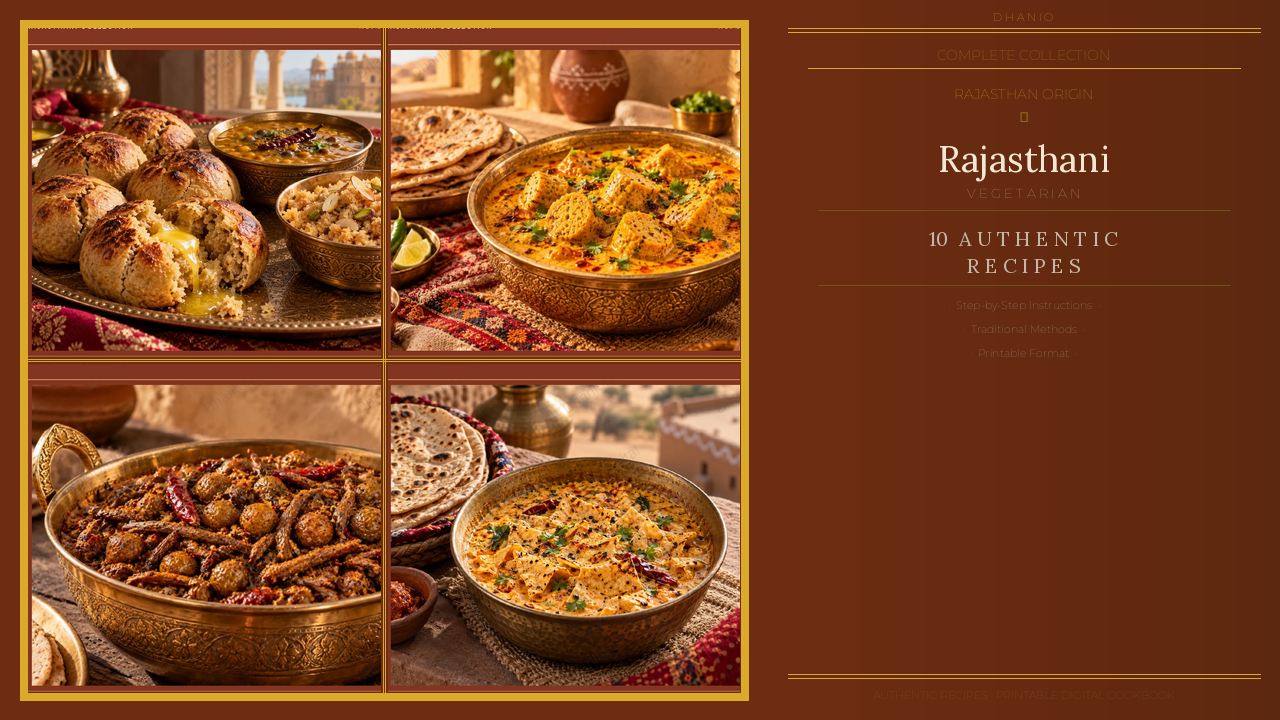 DHANIO
COMPLETE COLLECTION
RAJASTHAN ORIGIN
Rajasthani
VEGETARIAN
10 AUTHENTIC
RECIPES
Step-by-Step Instructions
Traditional Methods
Printable Format
AUTHENTIC RECIPES · PRINTABLE DIGITAL COOKBOOK